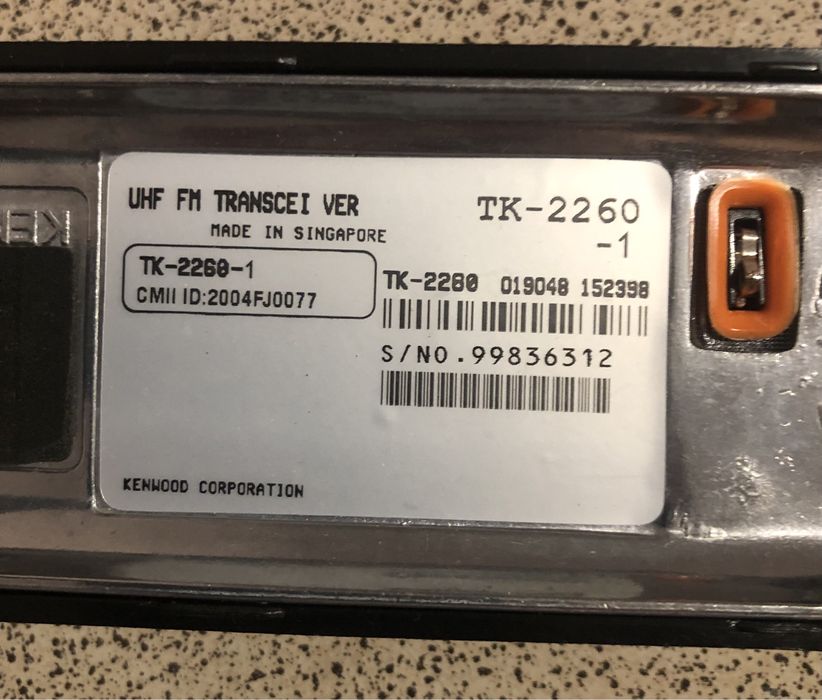 UHF FM TRANSCEI VER
MADE IN SINGAPORE
TK-2260
-1
TK-2260-1
CMII ID:2004FJ0077
TK-2280 019048 152398
S/NO.99836312
KENWOOD CORPORATION